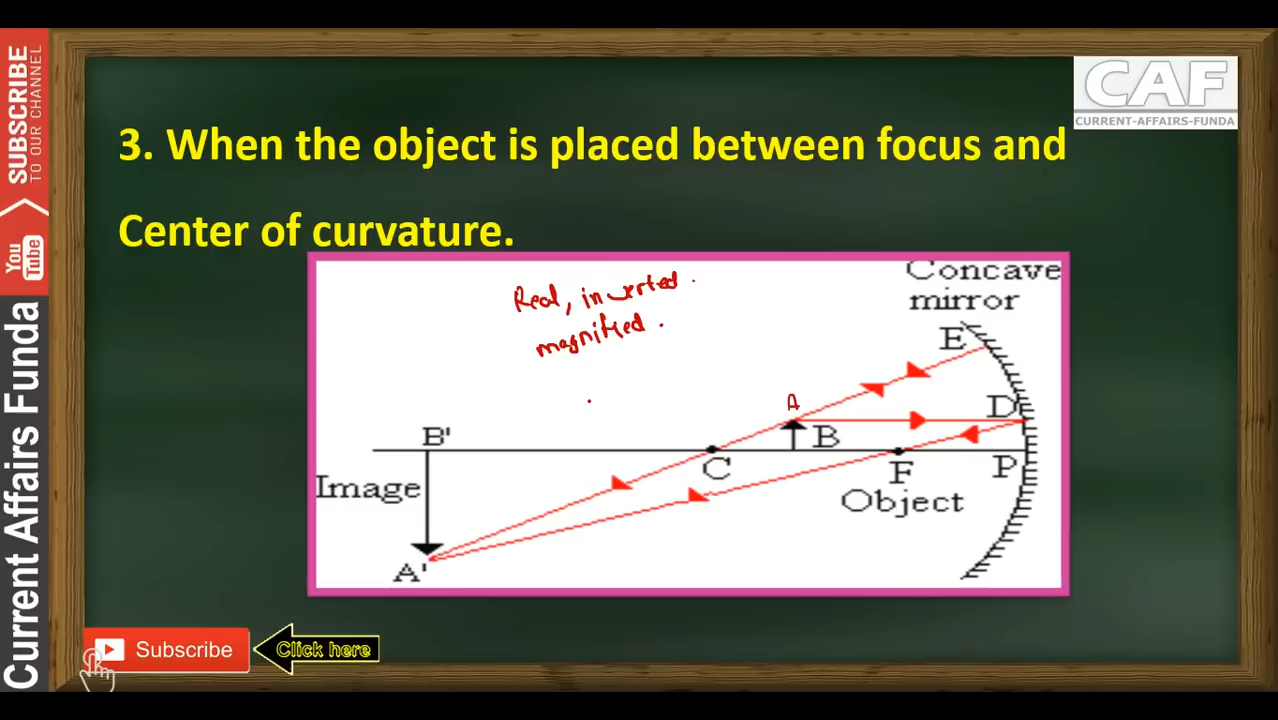 SUBSCRIBE
TO OUR CHANNEL
You
Tube
Current Affairs Funda
CAF
CURRENT-AFFAIRS-FUNDA
3. When the object is placed between focus and
Center of curvature.
Real, inverted.
magnified.
Concave
mirror
E
A
D
B'
B
C
F
P
Image
Object
A'
Subscribe
Click here